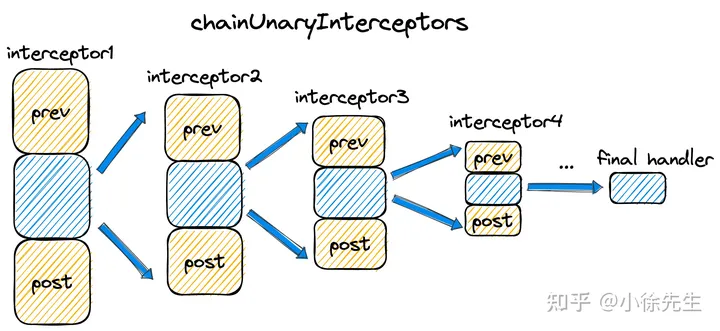 chainUnaryInterceptors
interceptor1
prev
post
interceptor2
prev
post
interceptor3
prev
post
interceptor4
prev
post
...
final handler
知乎 @小徐先生